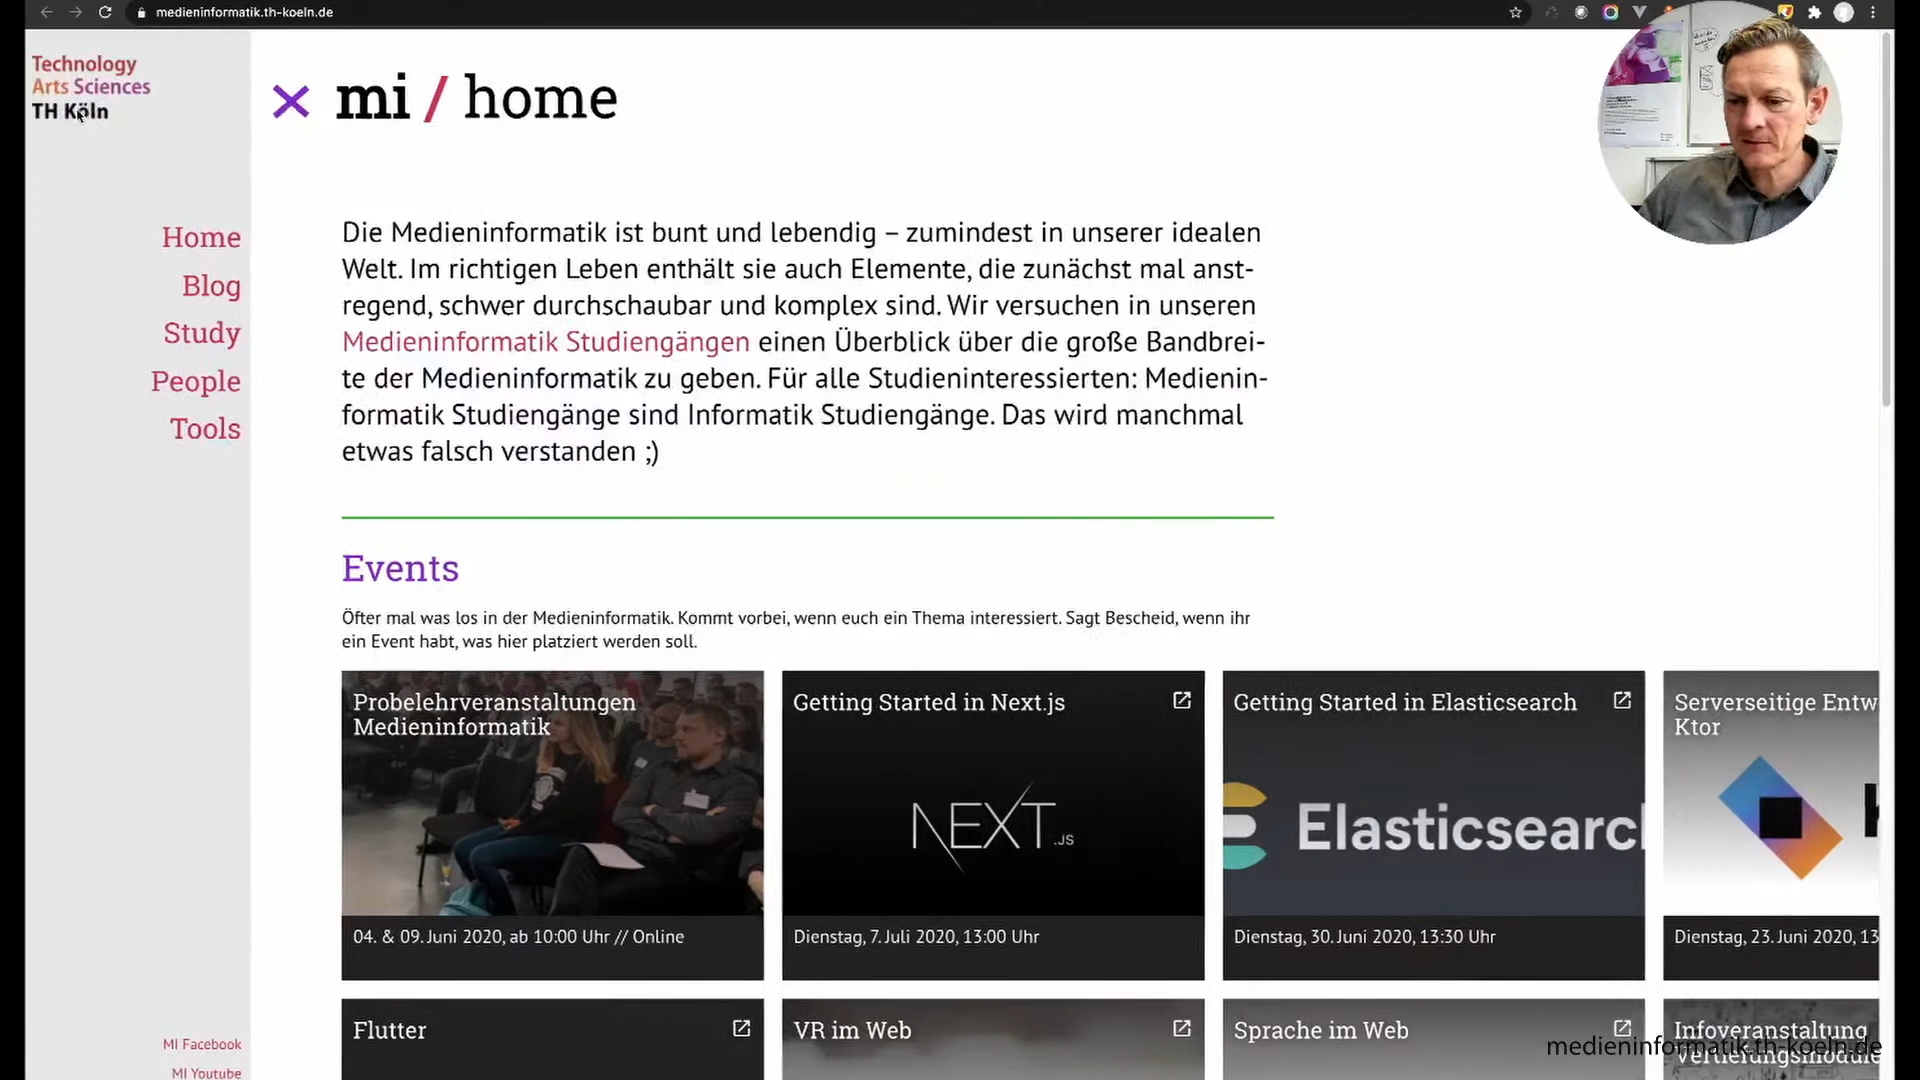 medieninformatik.th-koeln.de
Technology
Arts Sciences
TH Köln
mi / home
Home
Blog
Study
People
Tools
Die Medieninformatik ist bunt und lebendig – zumindest in unserer idealen
Welt. Im richtigen Leben enthält sie auch Elemente, die zunächst mal anst-
regend, schwer durchschaubar und komplex sind. Wir versuchen in unseren
Medieninformatik Studiengängen einen Überblick über die große Bandbrei-
te der Medieninformatik zu geben. Für alle Studieninteressierten: Medienin-
formatik Studiengänge sind Informatik Studiengänge. Das wird manchmal
etwas falsch verstanden ;)
Events
Öfter mal was los in der Medieninformatik. Kommt vorbei, wenn euch ein Thema interessiert. Sagt Bescheid, wenn ihr
ein Event habt, was hier platziert werden soll.
Probelehrveranstaltungen
Medieninformatik
04. & 09. Juni 2020, ab 10:00 Uhr // Online
Getting Started in Next.js
NEXT.JS
Dienstag, 7. Juli 2020, 13:00 Uhr
Getting Started in Elasticsearch
Elasticsearc
Dienstag, 30. Juni 2020, 13:30 Uhr
Serverseitige Entw
Ktor
Dienstag, 23. Juni 2020, 13
Flutter
VR im Web
Sprache im Web
Infoveranstaltung
Vertiefungsmodule
MI Facebook
MI Youtube
medieninformatik.th-koeln.de